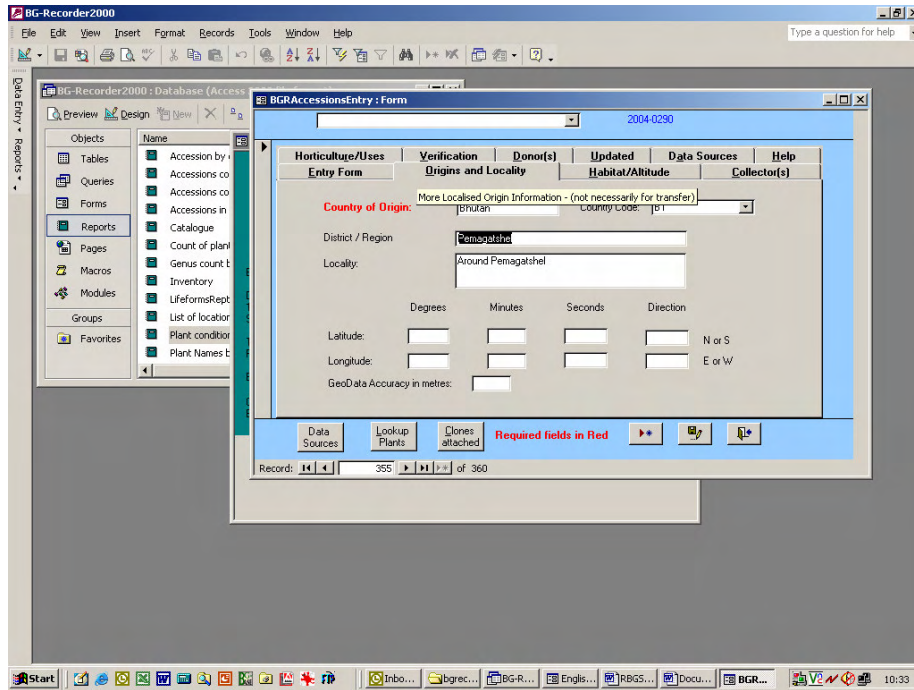 BG-Recorder2000
File Edit View Insert Format Records Tools Window Help
Type a question for help
Data Entry Reports
BG-Recorder2000 : Database (Access
Preview Design New
Objects
Tables
Queries
Forms
Reports
Pages
Macros
Modules
Groups
Favorites
Name
Accession by
Accessions co
Accessions co
Accessions in
Catalogue
Count of plant
Genus count b
Inventory
LifeformsRept
List of location
Plant condition
Plant Names b
BGRAccessionsEntry : Form
2004-0290
Horticulture/Uses Verification Donor(s) Updated Data Sources Help
Entry Form Origins and Locality Habitat/Altitude Collector(s)
More Localised Origin Information - (not necessarily for transfer)
Country of Origin: Bhutan Country Code: BT
District / Region Pemagatshel
Locality: Around Pemagatshel
Degrees Minutes Seconds Direction
Latitude: N or S
Longitude: E or W
GeoData Accuracy in metres:
Data Sources
Lookup Plants
Clones attached
Required fields in Red
Record: 355 of 360
Start Inbo... bgrec... BG-R... Englis... RBGS... Docu... BGR... 10:33